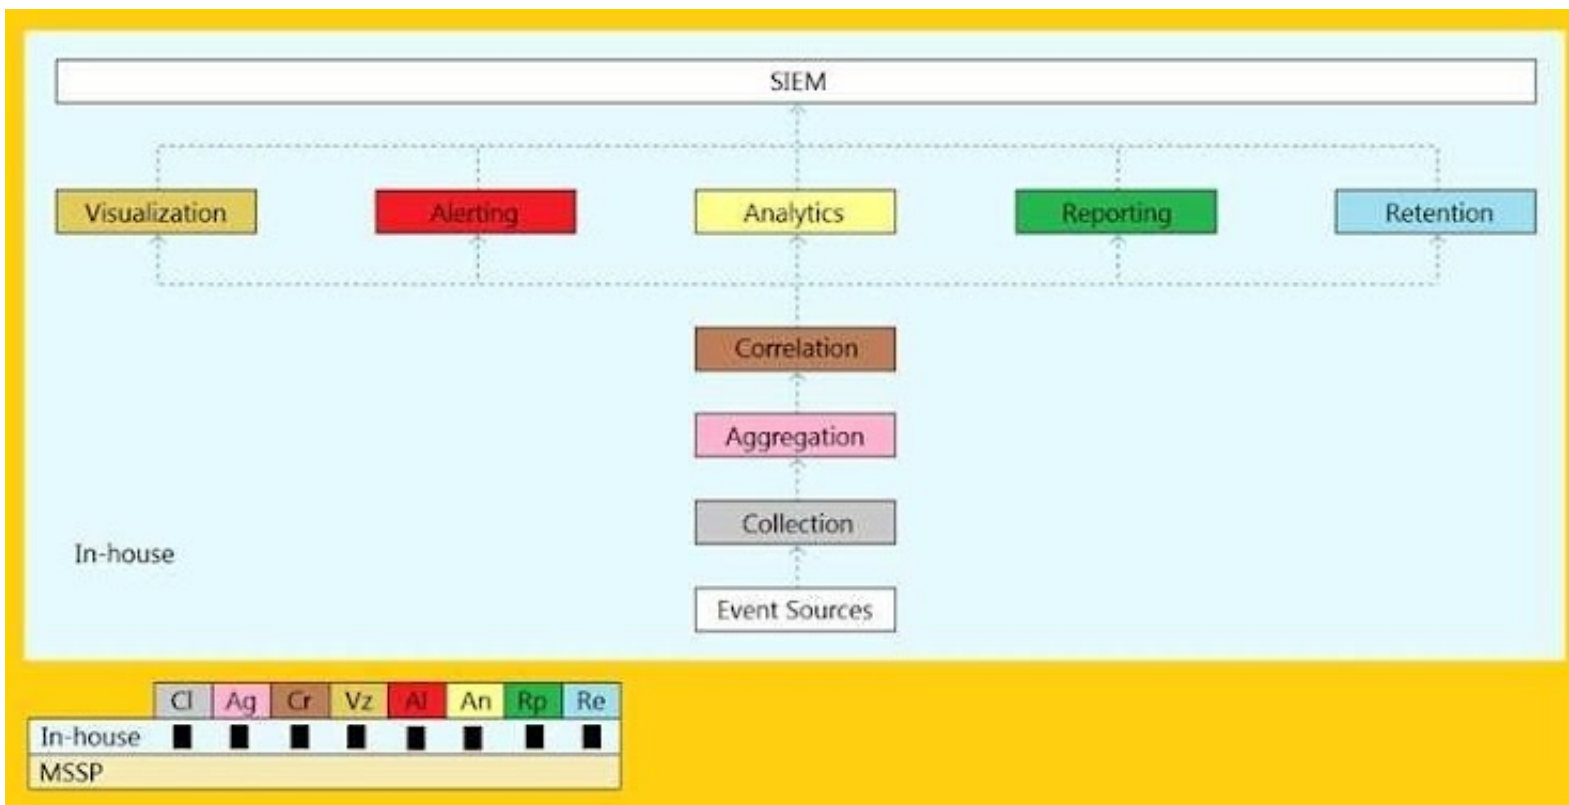 SIEM
Visualization Alerting Analytics Reporting Retention
Correlation
Aggregation
Collection
In-house
Event Sources
Cl Ag Cr Vz Al An Rp Re
In-house
MSSP